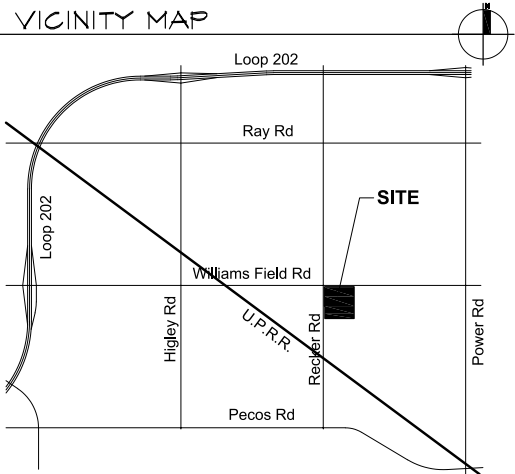 VICINITY MAP
N
Loop 202
Ray Rd
SITE
Loop 202
Williams Field Rd
Higley Rd
U.P.R.R.
Recker Rd
Power Rd
Pecos Rd